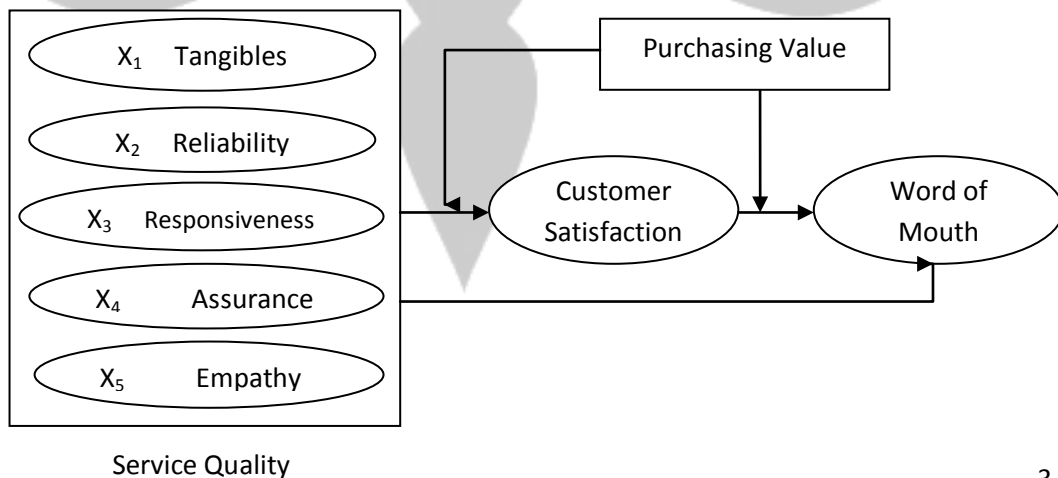 X₁ Tangibles
X₂ Reliability
X₃ Responsiveness
X₄ Assurance
X₅ Empathy
Service Quality
Purchasing Value
Customer
Satisfaction
Word of
Mouth